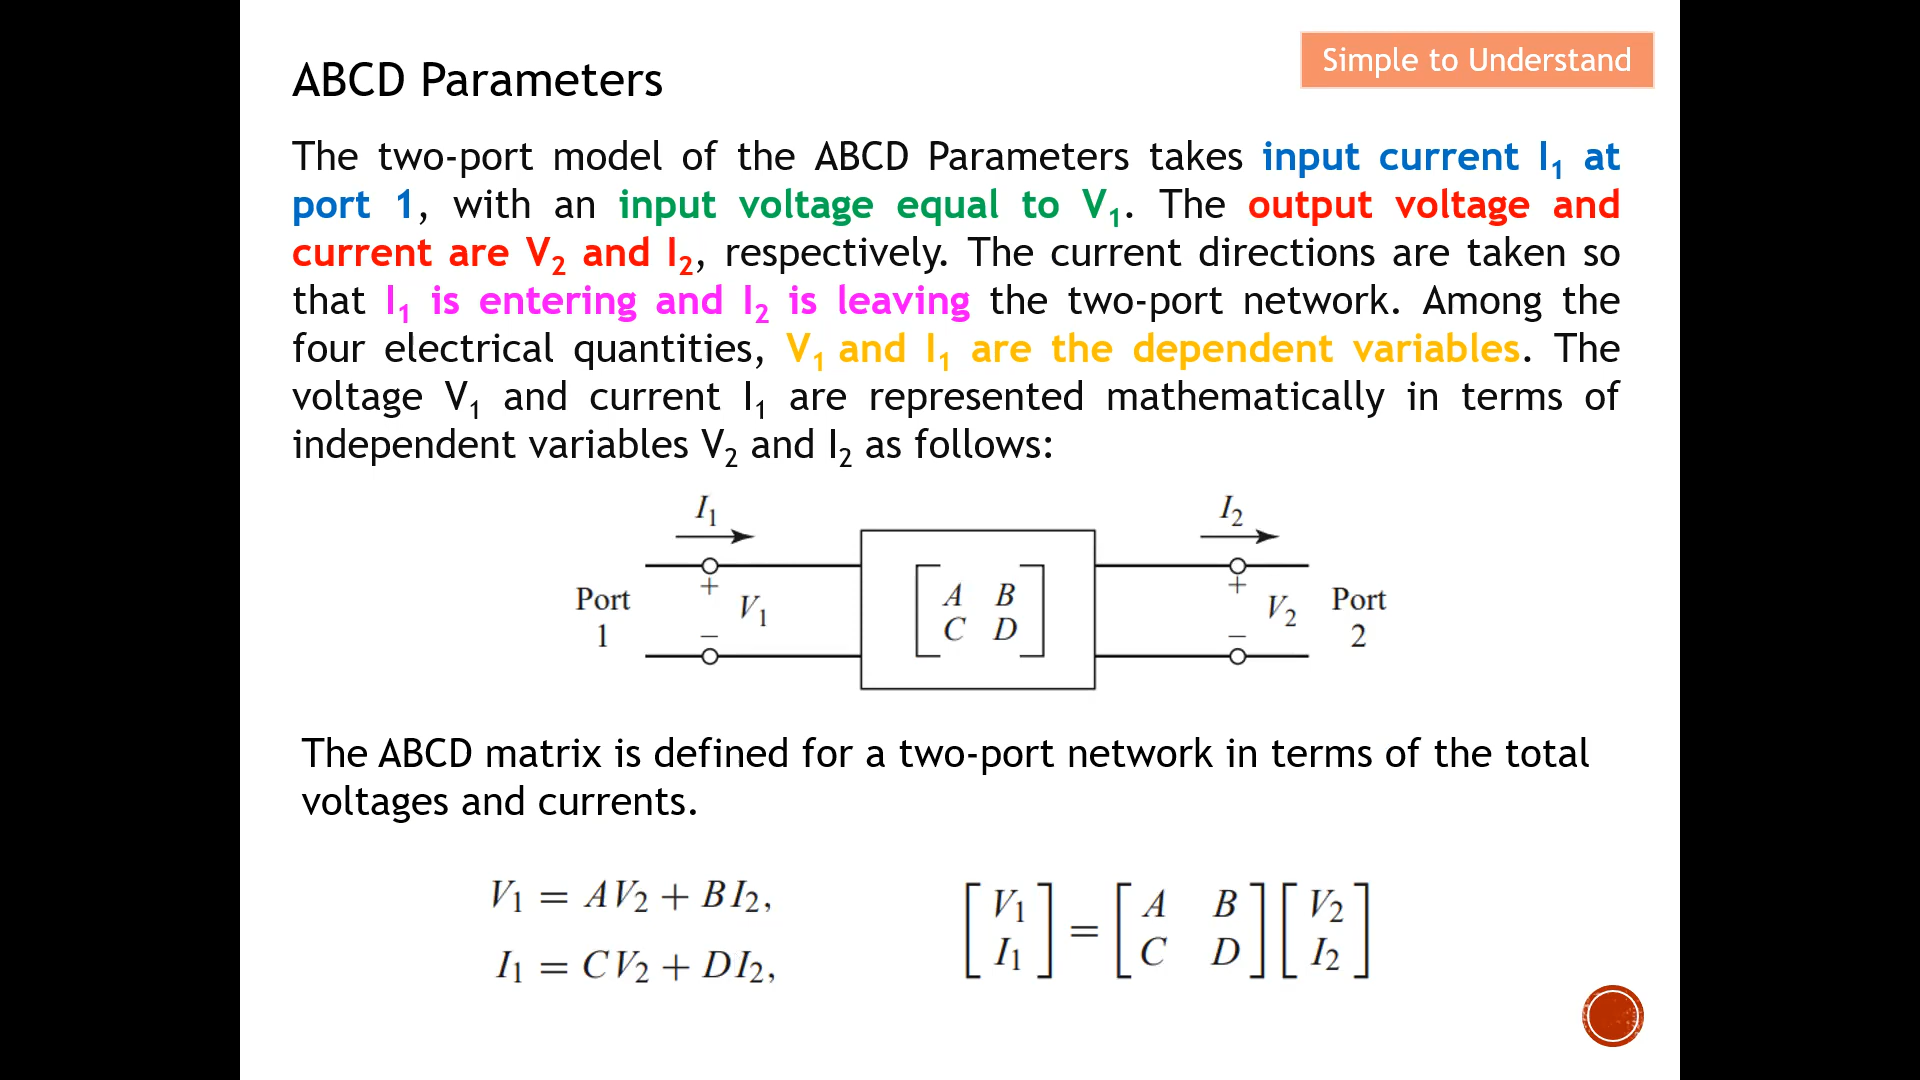 Simple to Understand
ABCD Parameters
The two-port model of the ABCD Parameters takes input current I₁ at
port 1, with an input voltage equal to V₁. The output voltage and
current are V₂ and I₂, respectively. The current directions are taken so
that I₁ is entering and I₂ is leaving the two-port network. Among the
four electrical quantities, V₁ and I₁ are the dependent variables. The
voltage V₁ and current I₁ are represented mathematically in terms of
independent variables V₂ and I₂ as follows:
I₁ I₂
+ +
Port 1 V₁ A B V₂ Port 2
C D
− −
The ABCD matrix is defined for a two-port network in terms of the total
voltages and currents.
V₁ = AV₂ + BI₂,
I₁ = CV₂ + DI₂,
[V₁] = [A B] [V₂]
[I₁] [C D] [I₂]